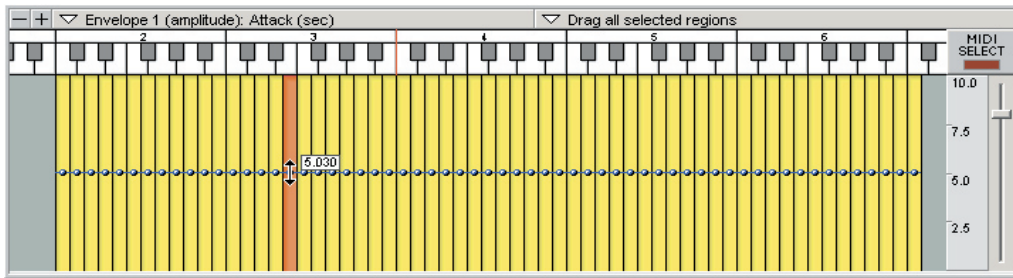 − + Envelope 1 (amplitude): Attack (sec) Drag all selected regions
2 3 4 5 6
MIDI
SELECT
10.0
7.5
5.030
5.0
2.5